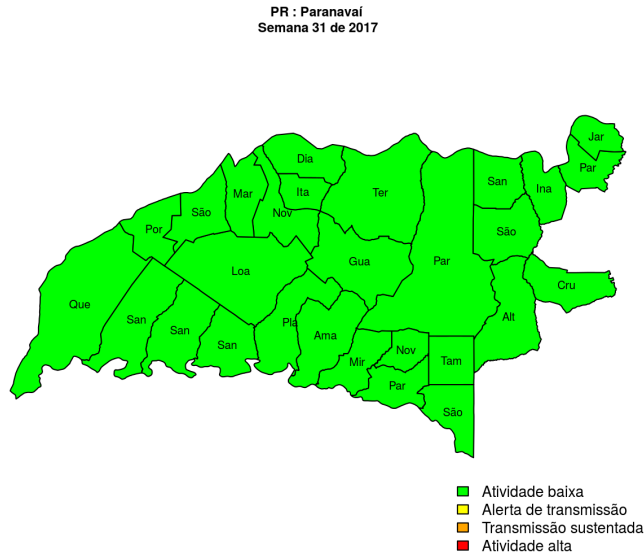 PR : Paranavaí
Semana 31 de 2017
Jar
Par
Dia
Ita
Ter
San
Ina
Mar
Nov
São
Por
São
Loa
Gua
Par
Cru
Que
San
San
San
Pla
Ama
Alt
Mir
Nov
Tam
Par
São
Atividade baixa
Alerta de transmissão
Transmissão sustentada
Atividade alta